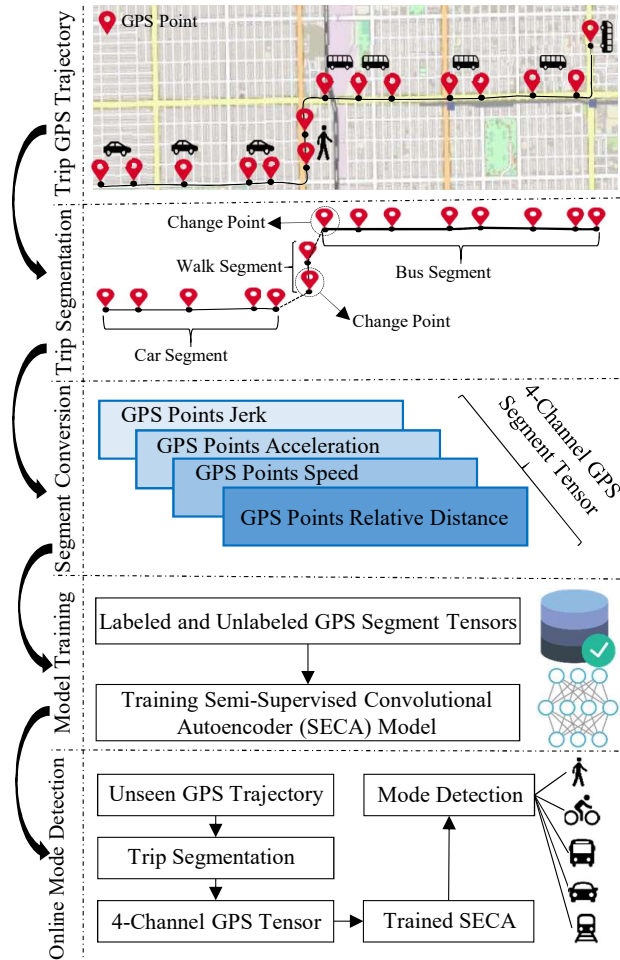 Trip GPS Trajectory
GPS Point
Trip Segmentation
Change Point
Walk Segment
Bus Segment
Change Point
Car Segment
Segment Conversion
GPS Points Jerk
GPS Points Acceleration
GPS Points Speed
GPS Points Relative Distance
4-Channel GPS
Segment Tensor
Model Training
Labeled and Unlabeled GPS Segment Tensors
Training Semi-Supervised Convolutional
Autoencoder (SECA) Model
Online Mode Detection
Unseen GPS Trajectory
Trip Segmentation
4-Channel GPS Tensor
Trained SECA
Mode Detection